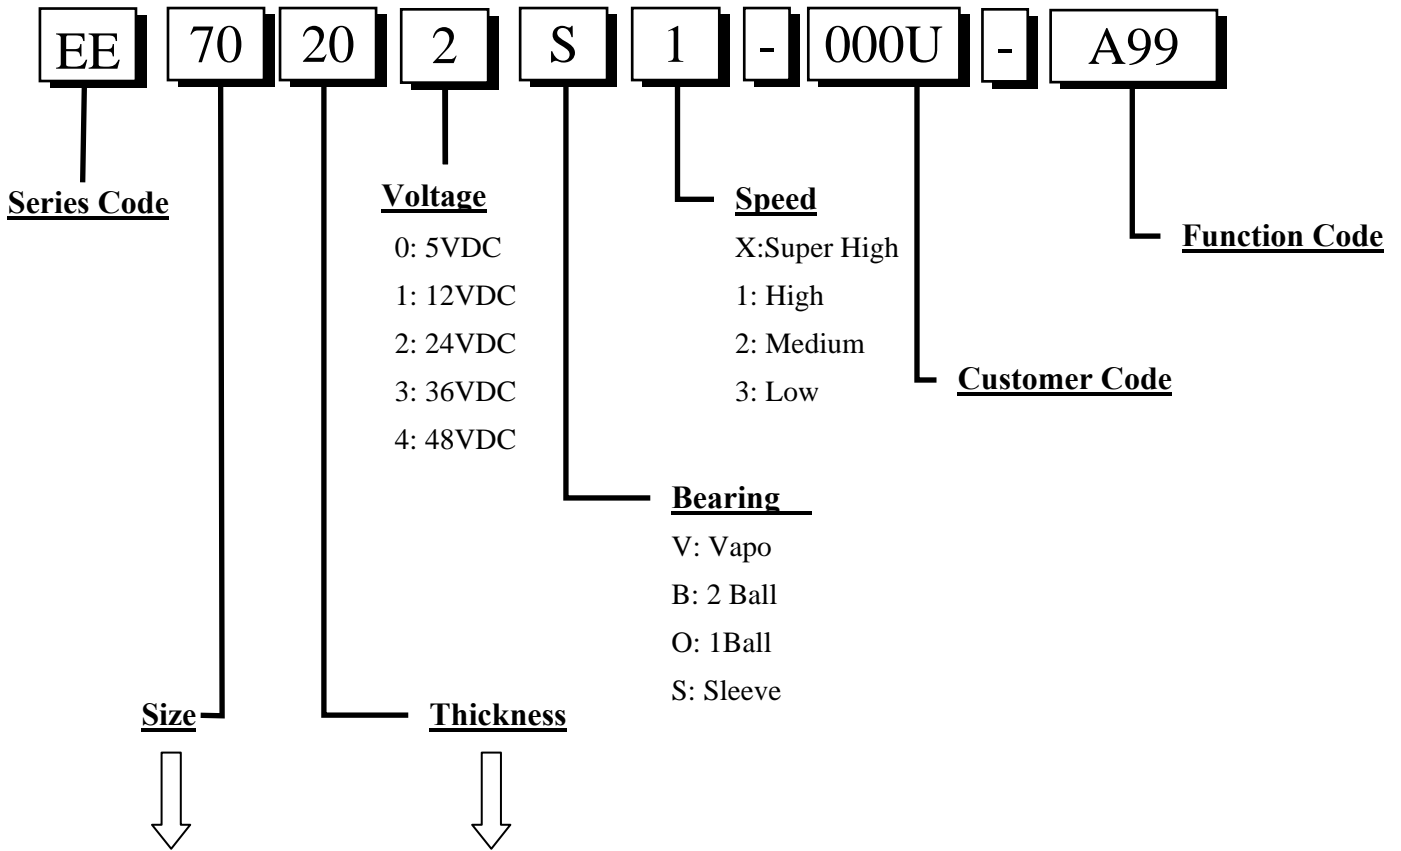 EE 70 20 2 S 1 - 000U - A99
Series Code
Voltage
0: 5VDC
1: 12VDC
2: 24VDC
3: 36VDC
4: 48VDC
Speed
X:Super High
1: High
2: Medium
3: Low
Function Code
Customer Code
Bearing
V: Vapo
B: 2 Ball
O: 1Ball
S: Sleeve
Size
Thickness